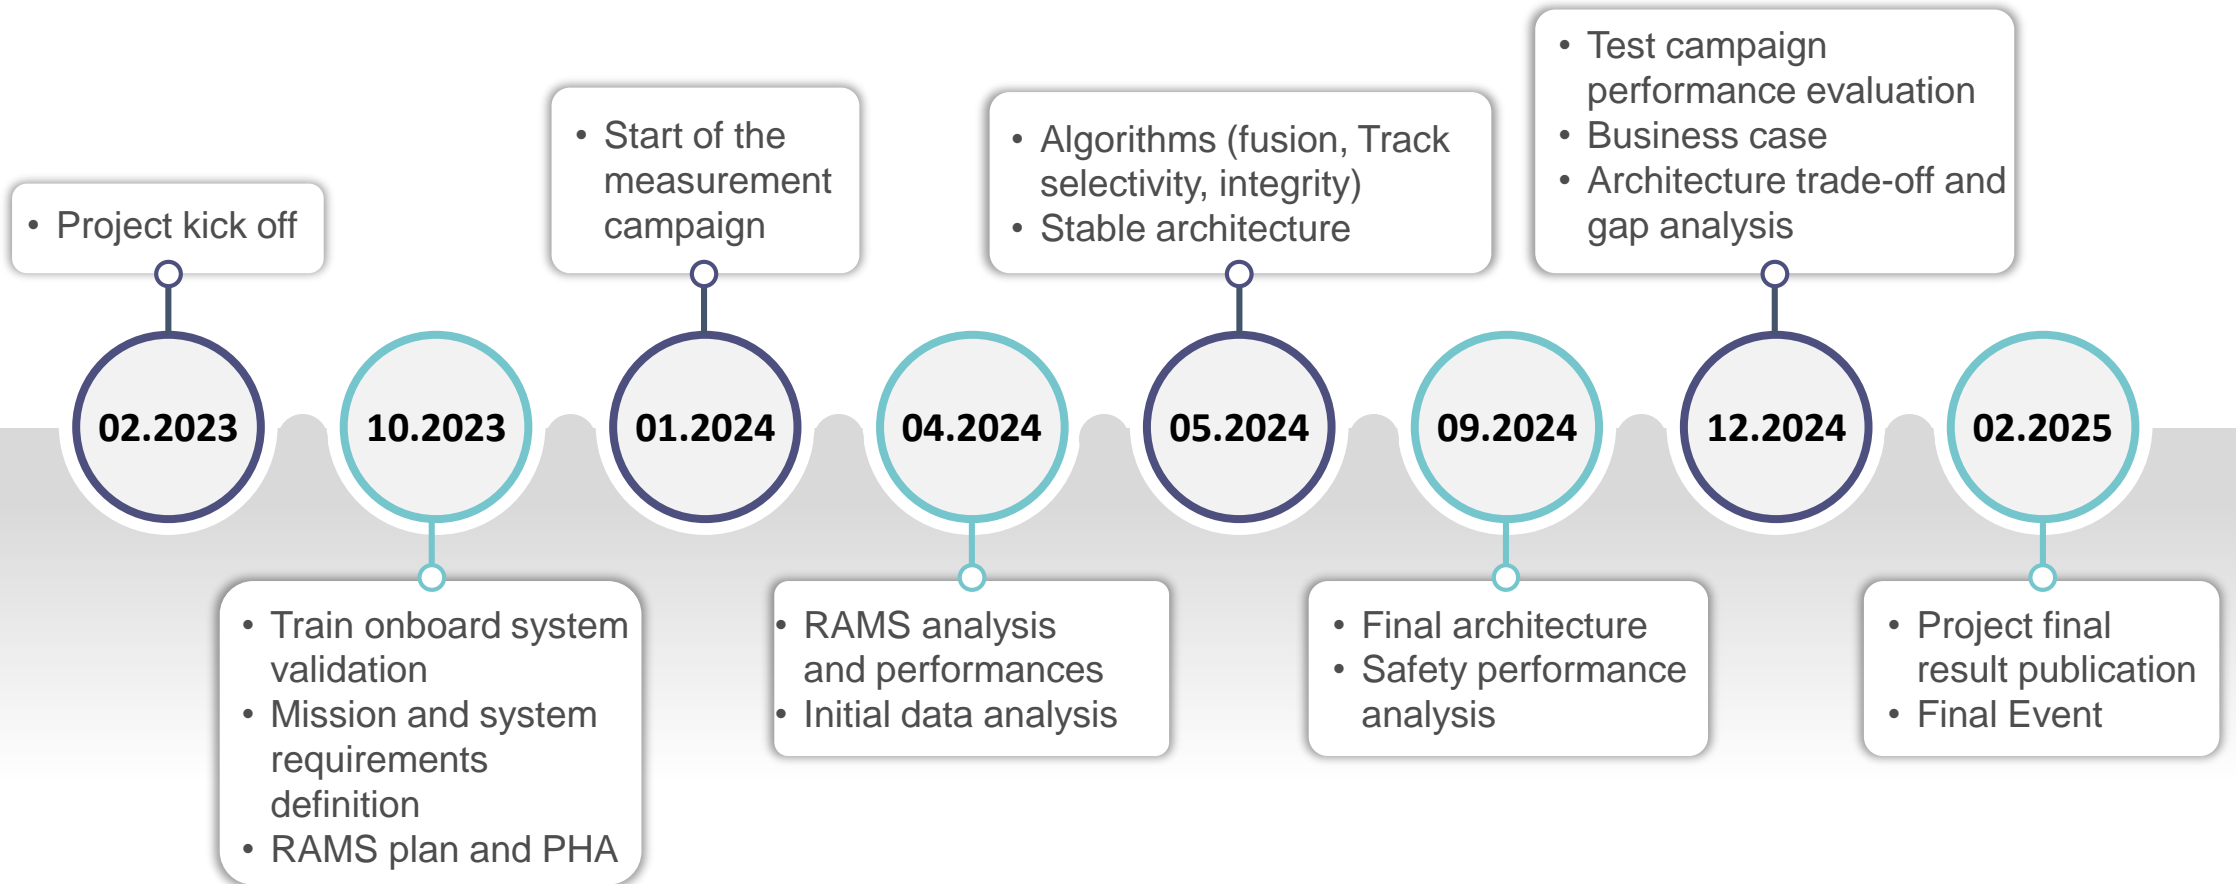 • Project kick off
02.2023
10.2023
• Train onboard system
validation
• Mission and system
requirements
definition
• RAMS plan and PHA
• Start of the
measurement
campaign
01.2024
04.2024
• RAMS analysis
and performances
• Initial data analysis
• Algorithms (fusion, Track
selectivity, integrity)
• Stable architecture
05.2024
09.2024
• Final architecture
• Safety performance
analysis
• Test campaign
performance evaluation
• Business case
• Architecture trade-off and
gap analysis
12.2024
02.2025
• Project final
result publication
• Final Event